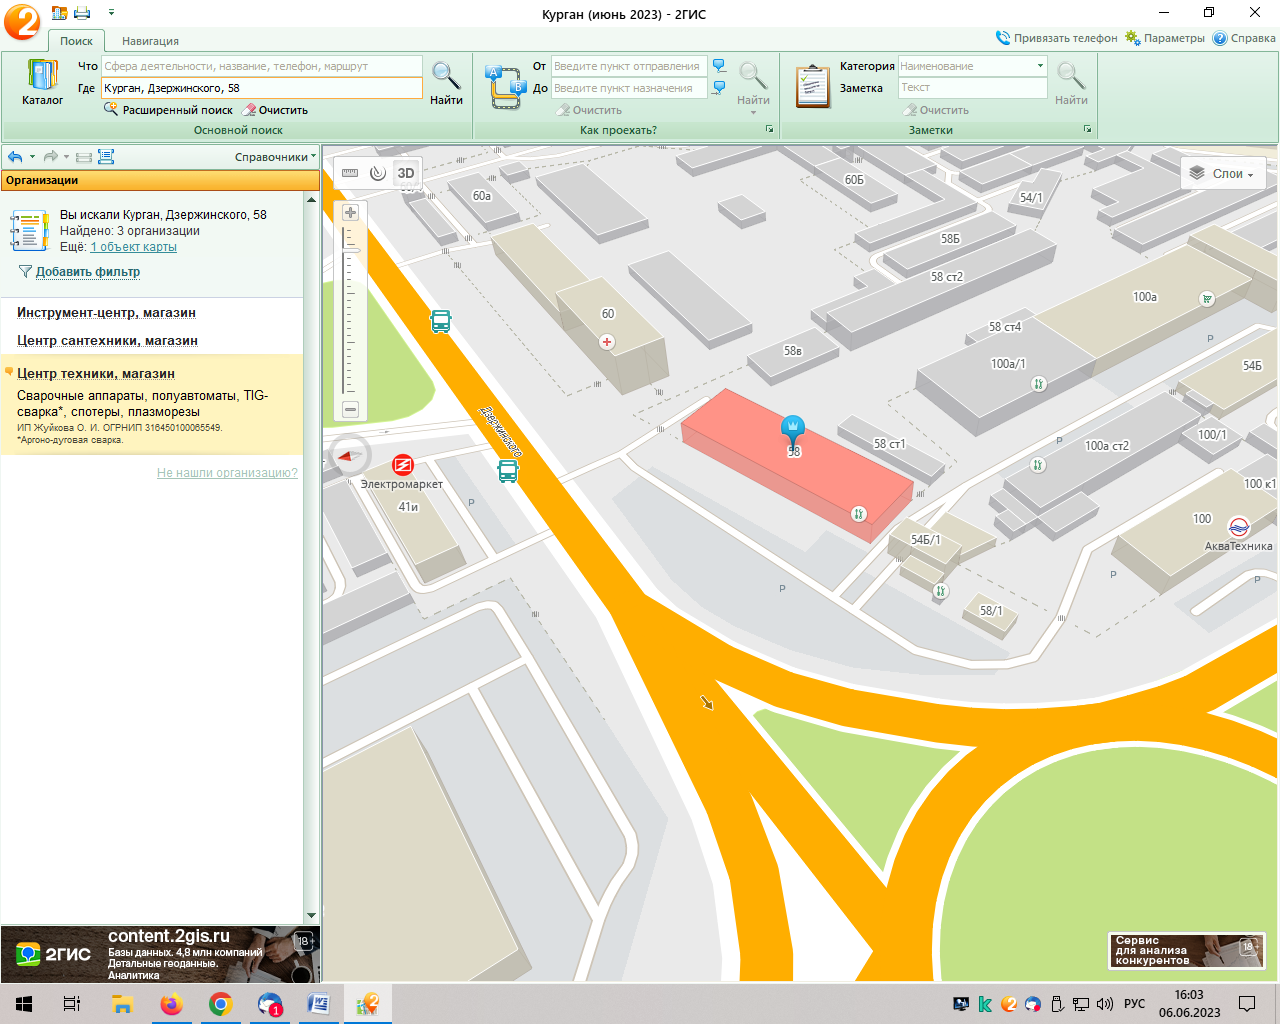 Курган (июнь 2023) - 2ГИС
Поиск
Навигация
Привязать телефон
Параметры
Справка
Каталог
Что
Сфера деятельности, название, телефон, маршрут
Где
Курган, Дзержинского, 58
Расширенный поиск
Очистить
Найти
Основной поиск
От
Введите пункт отправления
До
Введите пункт назначения
Очистить
Найти
Как проехать?
Категория
Наименование
Заметка
Текст
Очистить
Найти
Заметки
Справочники
Организации
Вы искали Курган, Дзержинского, 58
Найдено: 3 организации
Ещё: 1 объект карты
Добавить фильтр
Инструмент-центр, магазин
Центр сантехники, магазин
Центр техники, магазин
Сварочные аппараты, полуавтоматы, TIG-
сварка*, спотеры, плазморезы
ИП Жуйкова О. И. ОГРНИП 316450100065549.
*Аргоно-дуговая сварка.
Не нашли организацию?
2ГИС
content.2gis.ru
Базы данных. 4,8 млн компаний
Детальные геоданные.
Аналитика
18+
3D
Слои
60а
60Б
54/1
58Б
58 ст2
100а
60
58 ст4
58в
100а/1
54Б
Дзержинского
58
58 ст1
100а ст2
100/1
Электромаркет
41и
100 к1
100
АкваТехника
54Б/1
58/1
P
P
P
P
P
Сервис
для анализа
конкурентов
18+
1
РУС
16:03
06.06.2023